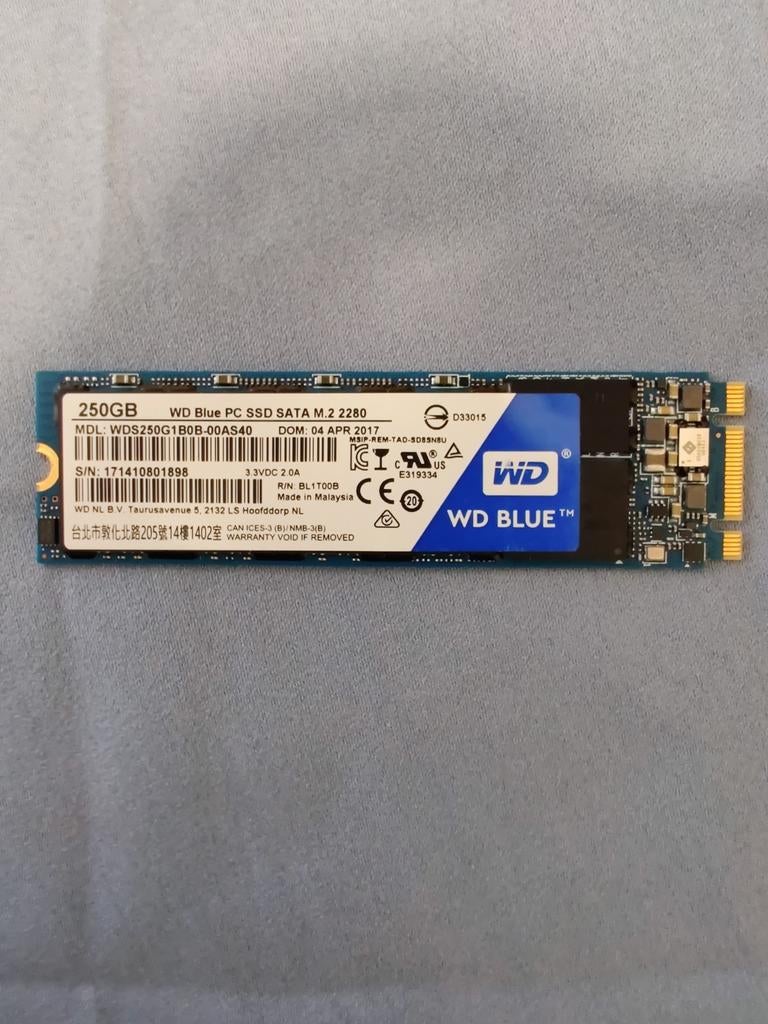 250GB
WD Blue PC SSD SATA M.2 2280
D33015
MDL: WDS250G1B0B-00AS40
DOM: 04 APR 2017
MSIP-REM-TAD-SD8SN8U
E319334
S/N: 171410801898
3.3VDC 2.0A
R/N: BL1T00B
Made in Malaysia
20
WD NL B.V. Taurusavenue 5, 2132 LS Hoofddorp NL
台北市敦化北路205號14樓1402室
CAN ICES-3 (B)/NMB-3(B)
WARRANTY VOID IF REMOVED
WD®
WD BLUE™